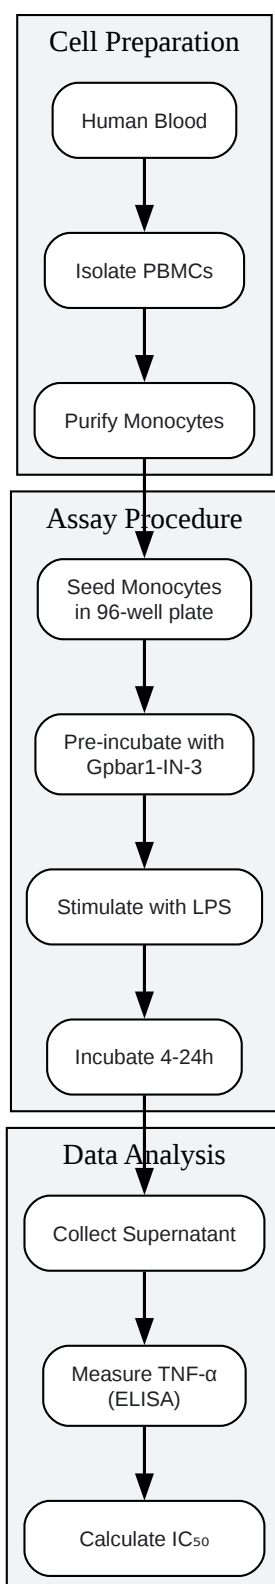 Cell Preparation
Human Blood
Isolate PBMCs
Purify Monocytes
Assay Procedure
Seed Monocytes
in 96-well plate
Pre-incubate with
Gpbar1-IN-3
Stimulate with LPS
Incubate 4-24h
Data Analysis
Collect Supernatant
Measure TNF-α
(ELISA)
Calculate IC₅₀